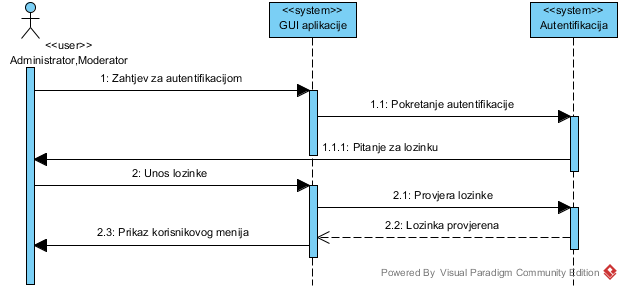 <<system>>
GUI aplikacije
<<system>>
Autentifikacija
<<user>>
Administrator,Moderator
1: Zahtjev za autentifikacijom
1.1: Pokretanje autentifikacije
1.1.1: Pitanje za lozinku
2: Unos lozinke
2.1: Provjera lozinke
2.2: Lozinka provjerena
2.3: Prikaz korisnikovog menija
Powered By Visual Paradigm Community Edition